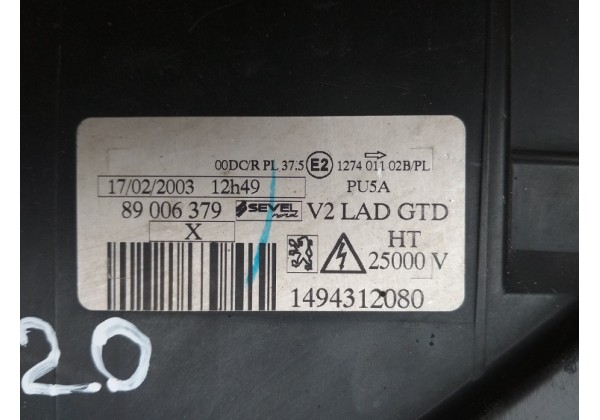 00DC/R PL 37.5 E2 1274 011 02B/PL
17/02/2003 12h49 PU5A
89 006 379 SEVEL V2 LAD GTD
X HT
25000 V
1494312080
20